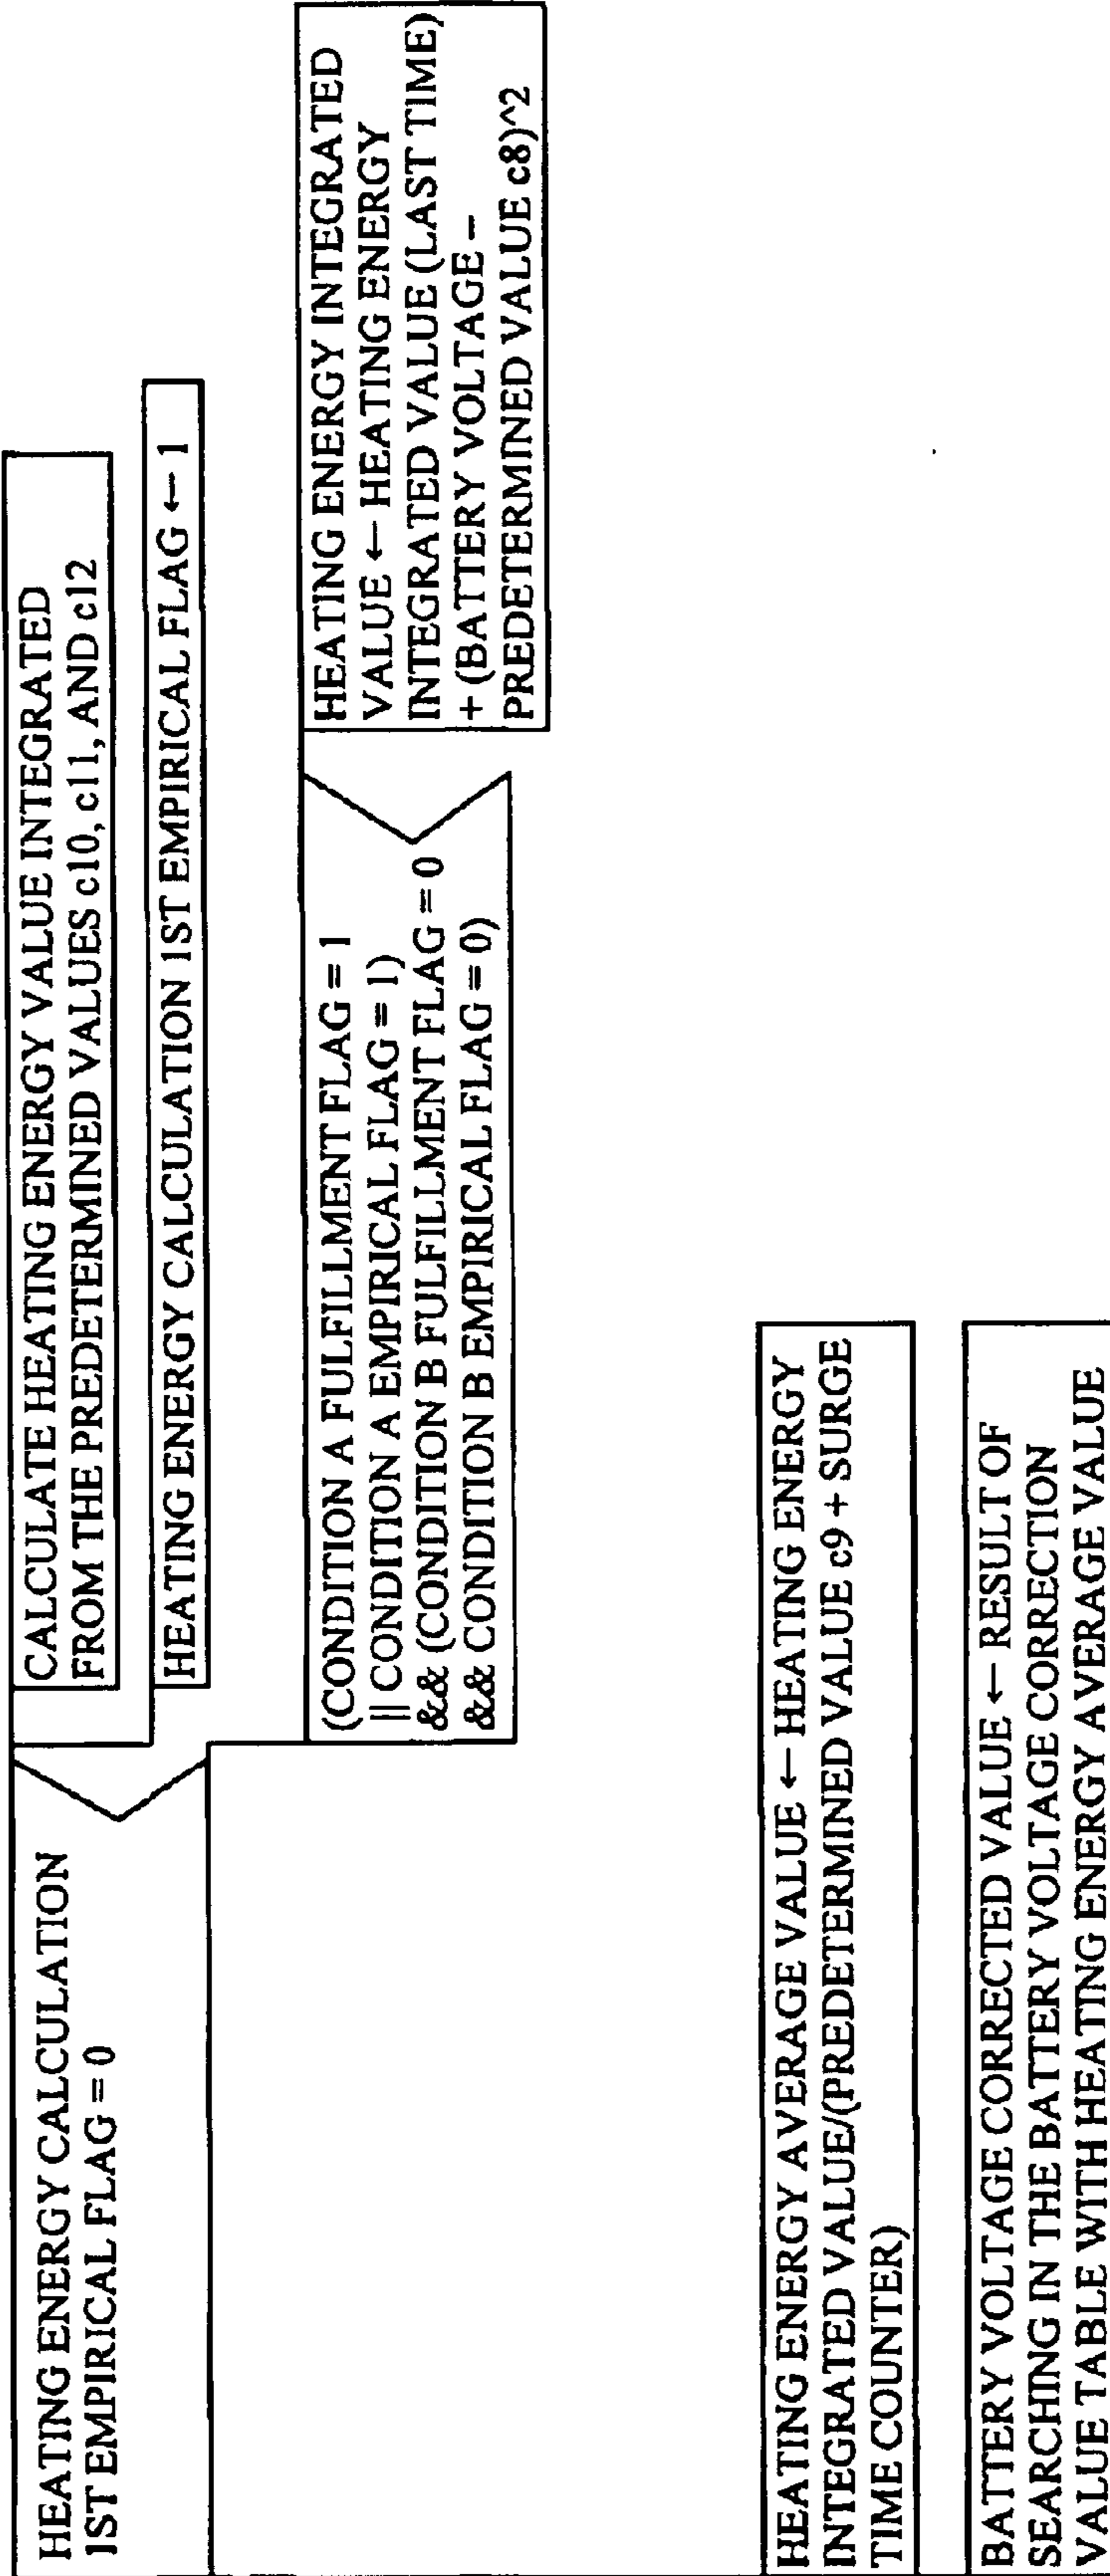 HEATING ENERGY CALCULATION
1ST EMPIRICAL FLAG = 0
CALCULATE HEATING ENERGY VALUE INTEGRATED
FROM THE PREDETERMINED VALUES c10, c11, AND c12
HEATING ENERGY CALCULATION 1ST EMPIRICAL FLAG ← 1
(CONDITION A FULFILLMENT FLAG = 1
|| CONDITION A EMPIRICAL FLAG = 1)
&& (CONDITION B FULFILLMENT FLAG = 0
&& CONDITION B EMPIRICAL FLAG = 0)
HEATING ENERGY INTEGRATED
VALUE ← HEATING ENERGY
INTEGRATED VALUE (LAST TIME)
+ (BATTERY VOLTAGE –
PREDETERMINED VALUE c8)^2
HEATING ENERGY AVERAGE VALUE ← HEATING ENERGY
INTEGRATED VALUE/(PREDETERMINED VALUE c9 + SURGE
TIME COUNTER)
BATTERY VOLTAGE CORRECTED VALUE ← RESULT OF
SEARCHING IN THE BATTERY VOLTAGE CORRECTION
VALUE TABLE WITH HEATING ENERGY AVERAGE VALUE